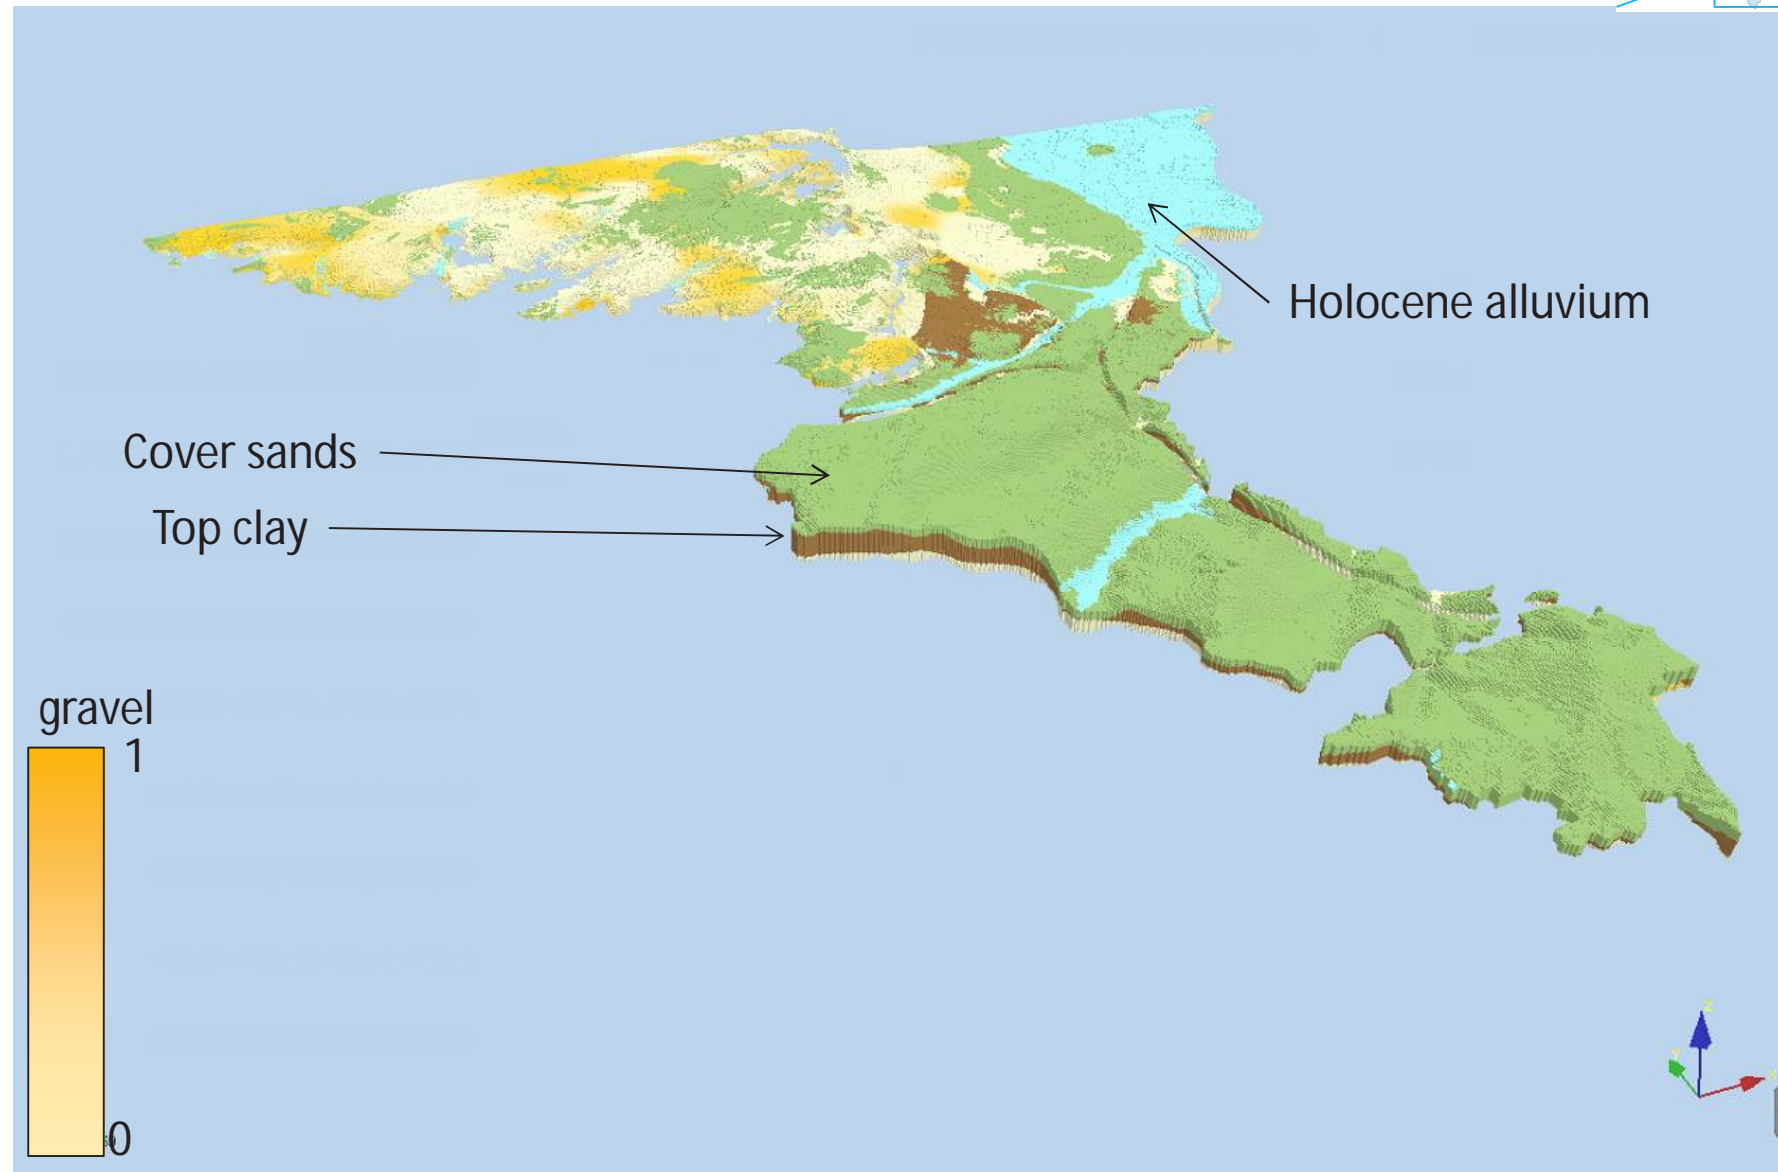 Holocene alluvium
Cover sands
Top clay
gravel
1
0
z
y